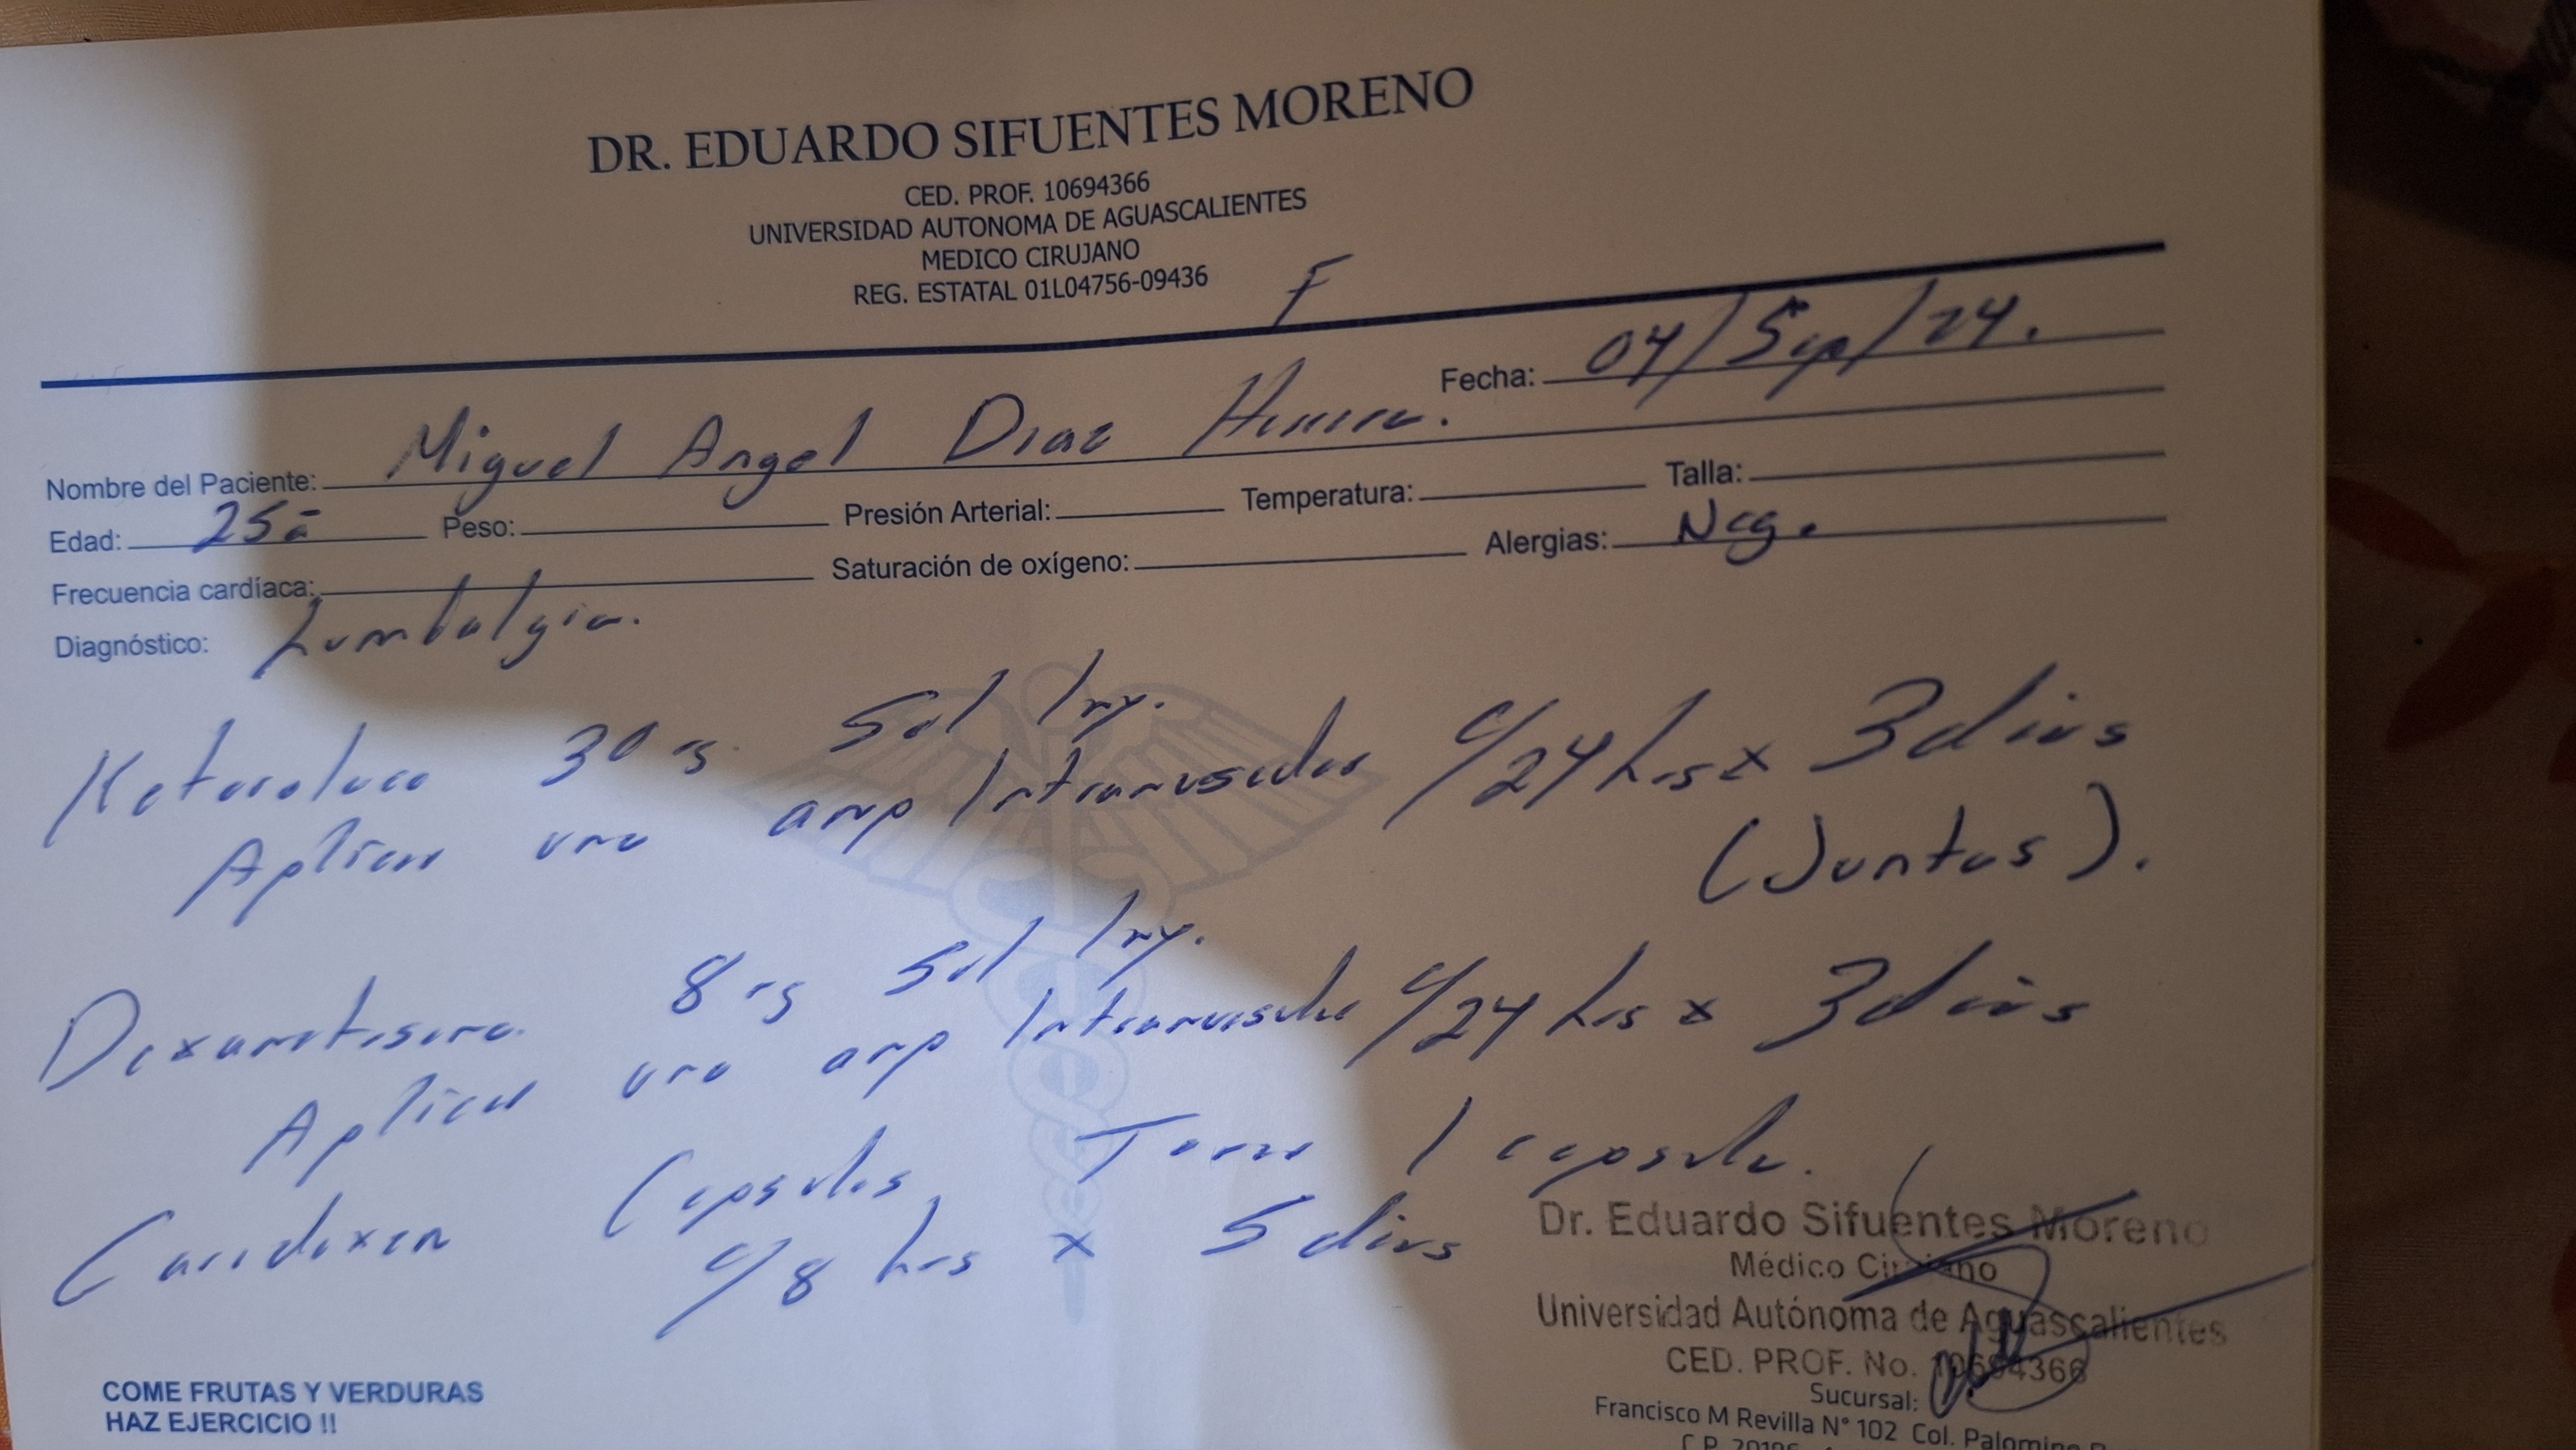 DR. EDUARDO SIFUENTES MORENO
CED. PROF. 10694366
UNIVERSIDAD AUTONOMA DE AGUASCALIENTES
MEDICO CIRUJANO
REG. ESTATAL 01L04756-09436
F
Fecha: 04/Sep/24.
Nombre del Paciente: Miguel Angel Diaz
Edad: 25a Peso: Presión Arterial: Temperatura: Talla:
Frecuencia cardíaca: Saturación de oxígeno: Alergias: Neg.
Diagnóstico: Lumbalgia.
Ketorolaco 30 mg Sol Iny.
Aplicar una amp Intramuscular c/24 hrs x 3 dias
(Juntas).
Dexametasona 8 mg Sol Iny.
Aplicar una amp Intramuscular c/24 hrs x 3 dias
Caridoxen Capsulas, Tomar 1 capsula.
c/8 hrs x 5 dias
Dr. Eduardo Sifuentes Moreno
Médico Cirujano
Universidad Autónoma de Aguascalientes
CED. PROF. No. 10694366
Sucursal:
Francisco M Revilla N° 102 Col.
COME FRUTAS Y VERDURAS
HAZ EJERCICIO !!